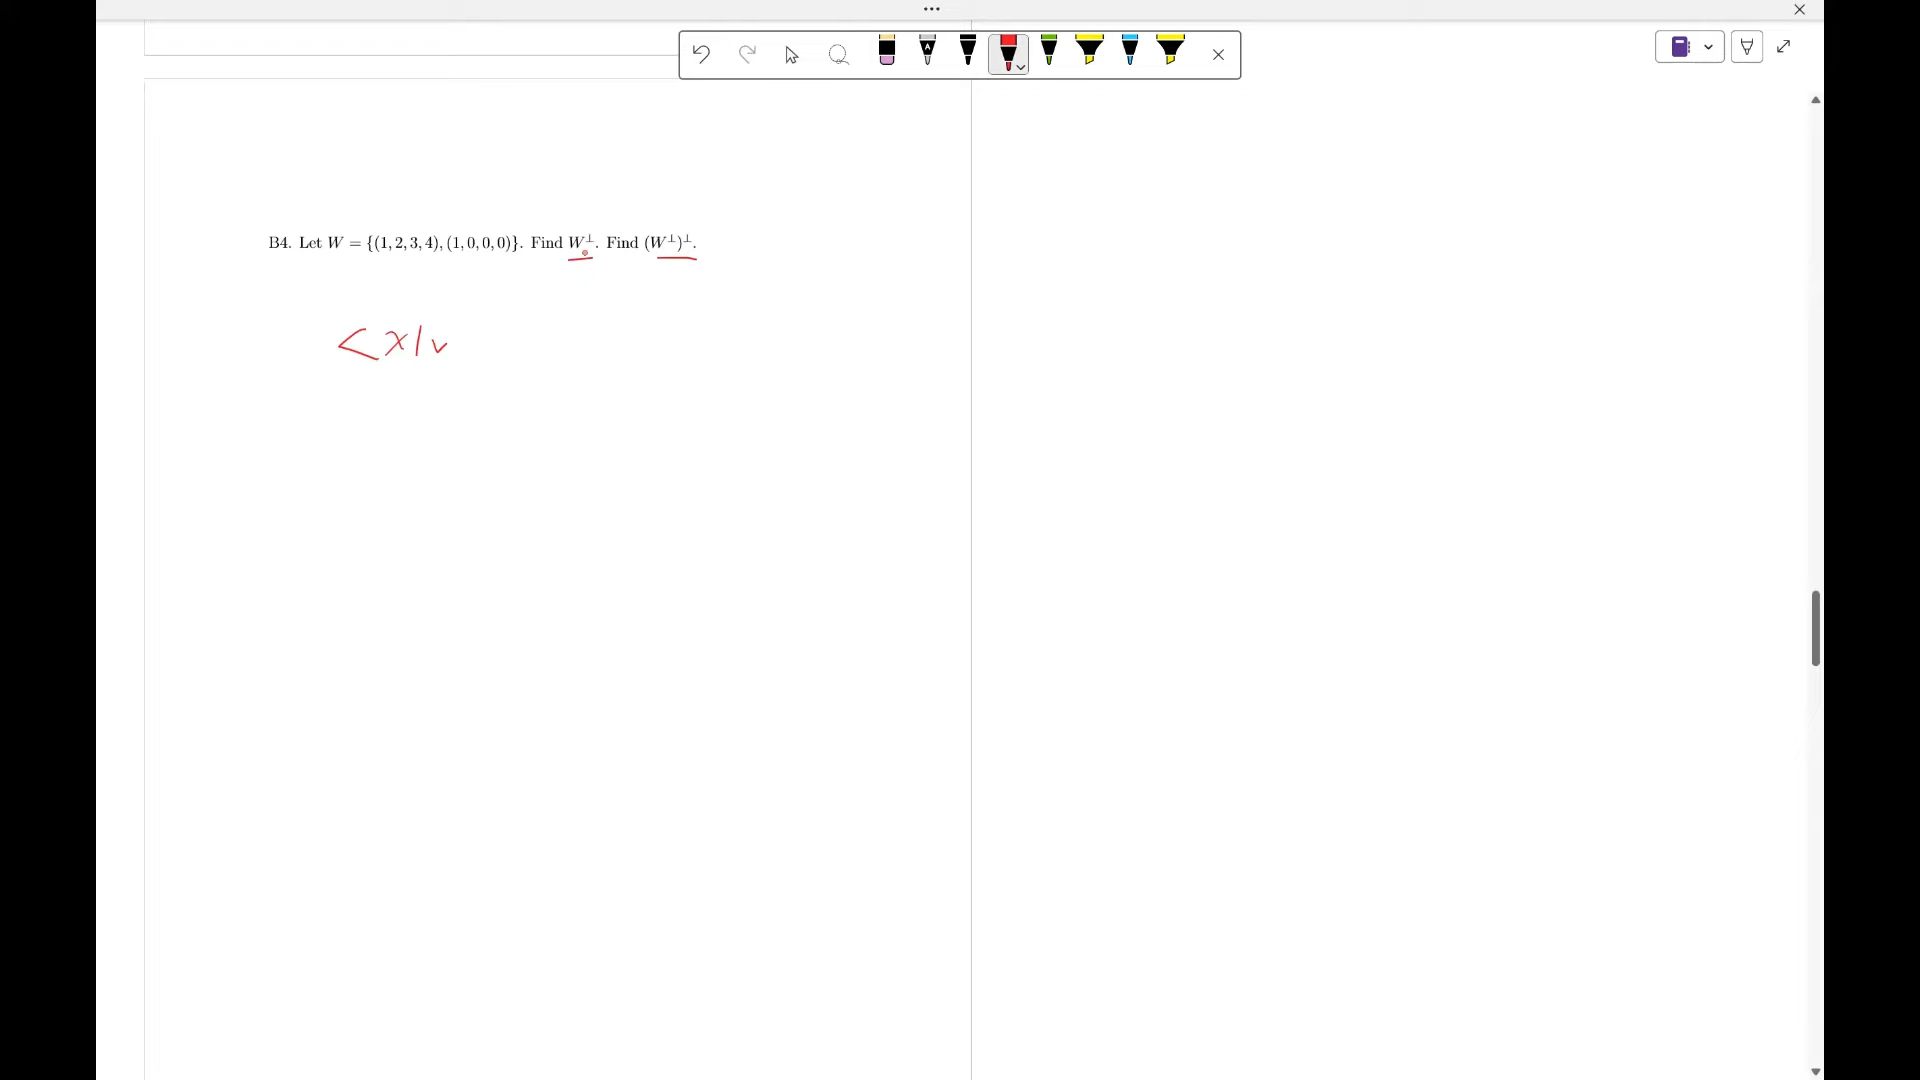 B4. Let W = {(1, 2, 3, 4), (1, 0, 0, 0)}. Find W⊥. Find (W⊥)⊥.
<x|v